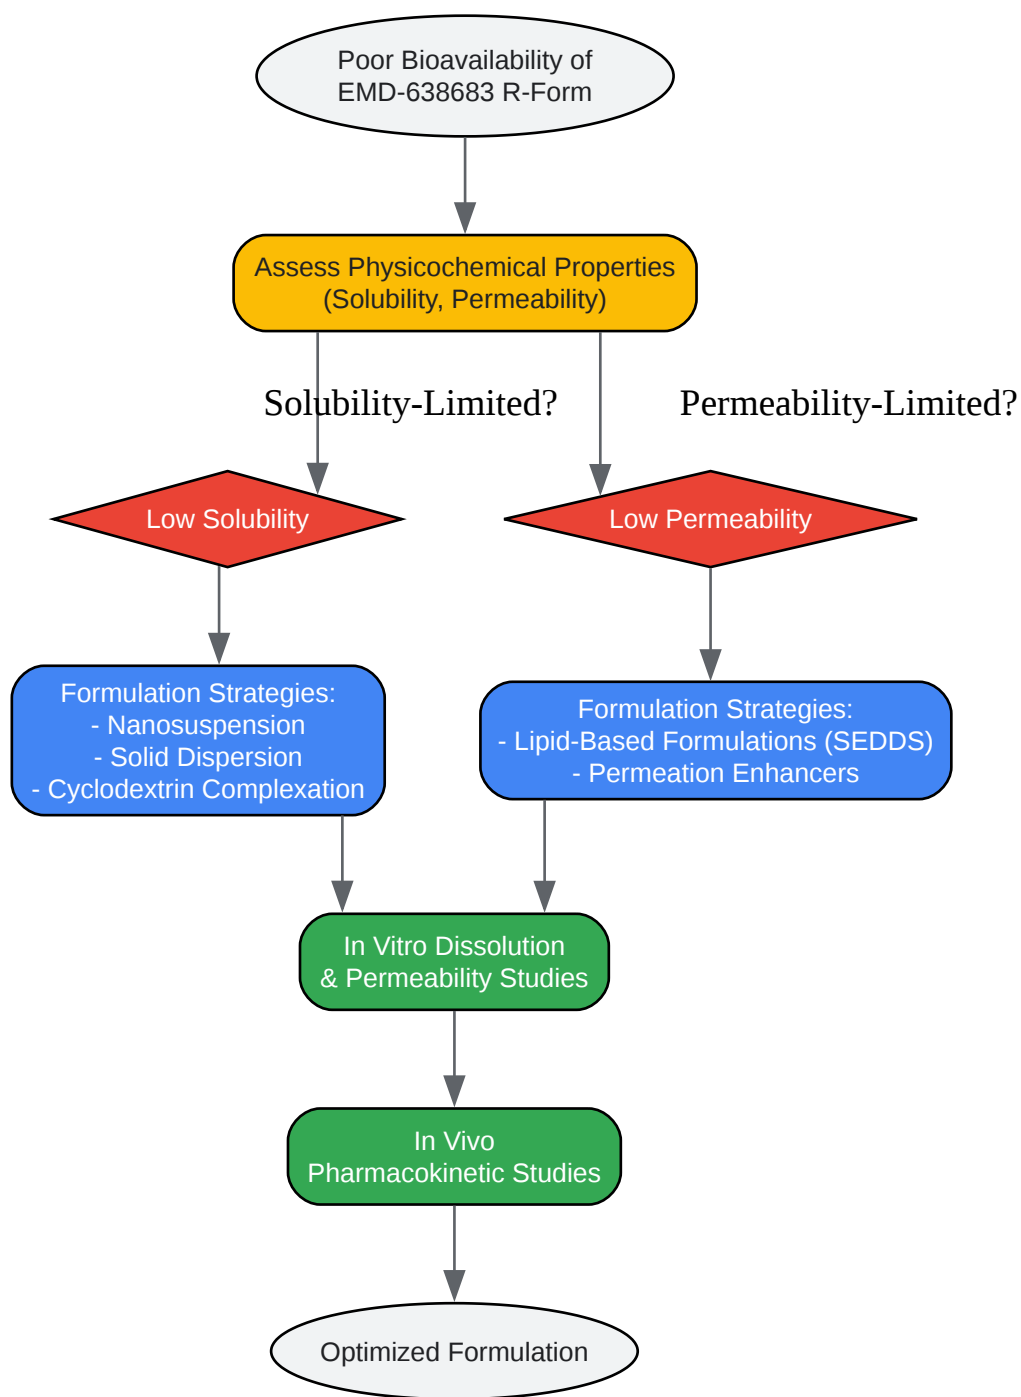 Poor Bioavailability of
EMD-638683 R-Form
Assess Physicochemical Properties
(Solubility, Permeability)
Solubility-Limited?
Permeability-Limited?
Low Solubility
Low Permeability
Formulation Strategies:
- Nanosuspension
- Solid Dispersion
- Cyclodextrin Complexation
Formulation Strategies:
- Lipid-Based Formulations (SEDDS)
- Permeation Enhancers
In Vitro Dissolution
& Permeability Studies
In Vivo
Pharmacokinetic Studies
Optimized Formulation